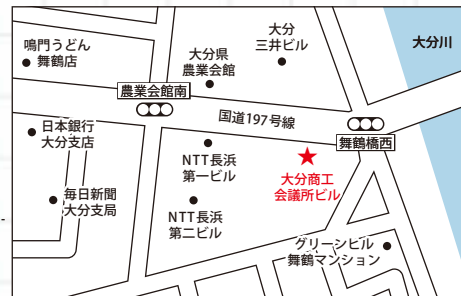 鳴門うどん
舞鶴店
大分県
農業会館
大分
三井ビル
大分川
農業会館南
国道197号線
舞鶴橋西
日本銀行
大分支店
NTT長浜
第一ビル
大分商工
会議所ビル
毎日新聞
大分支局
NTT長浜
第二ビル
グリーンヒル
舞鶴マンション